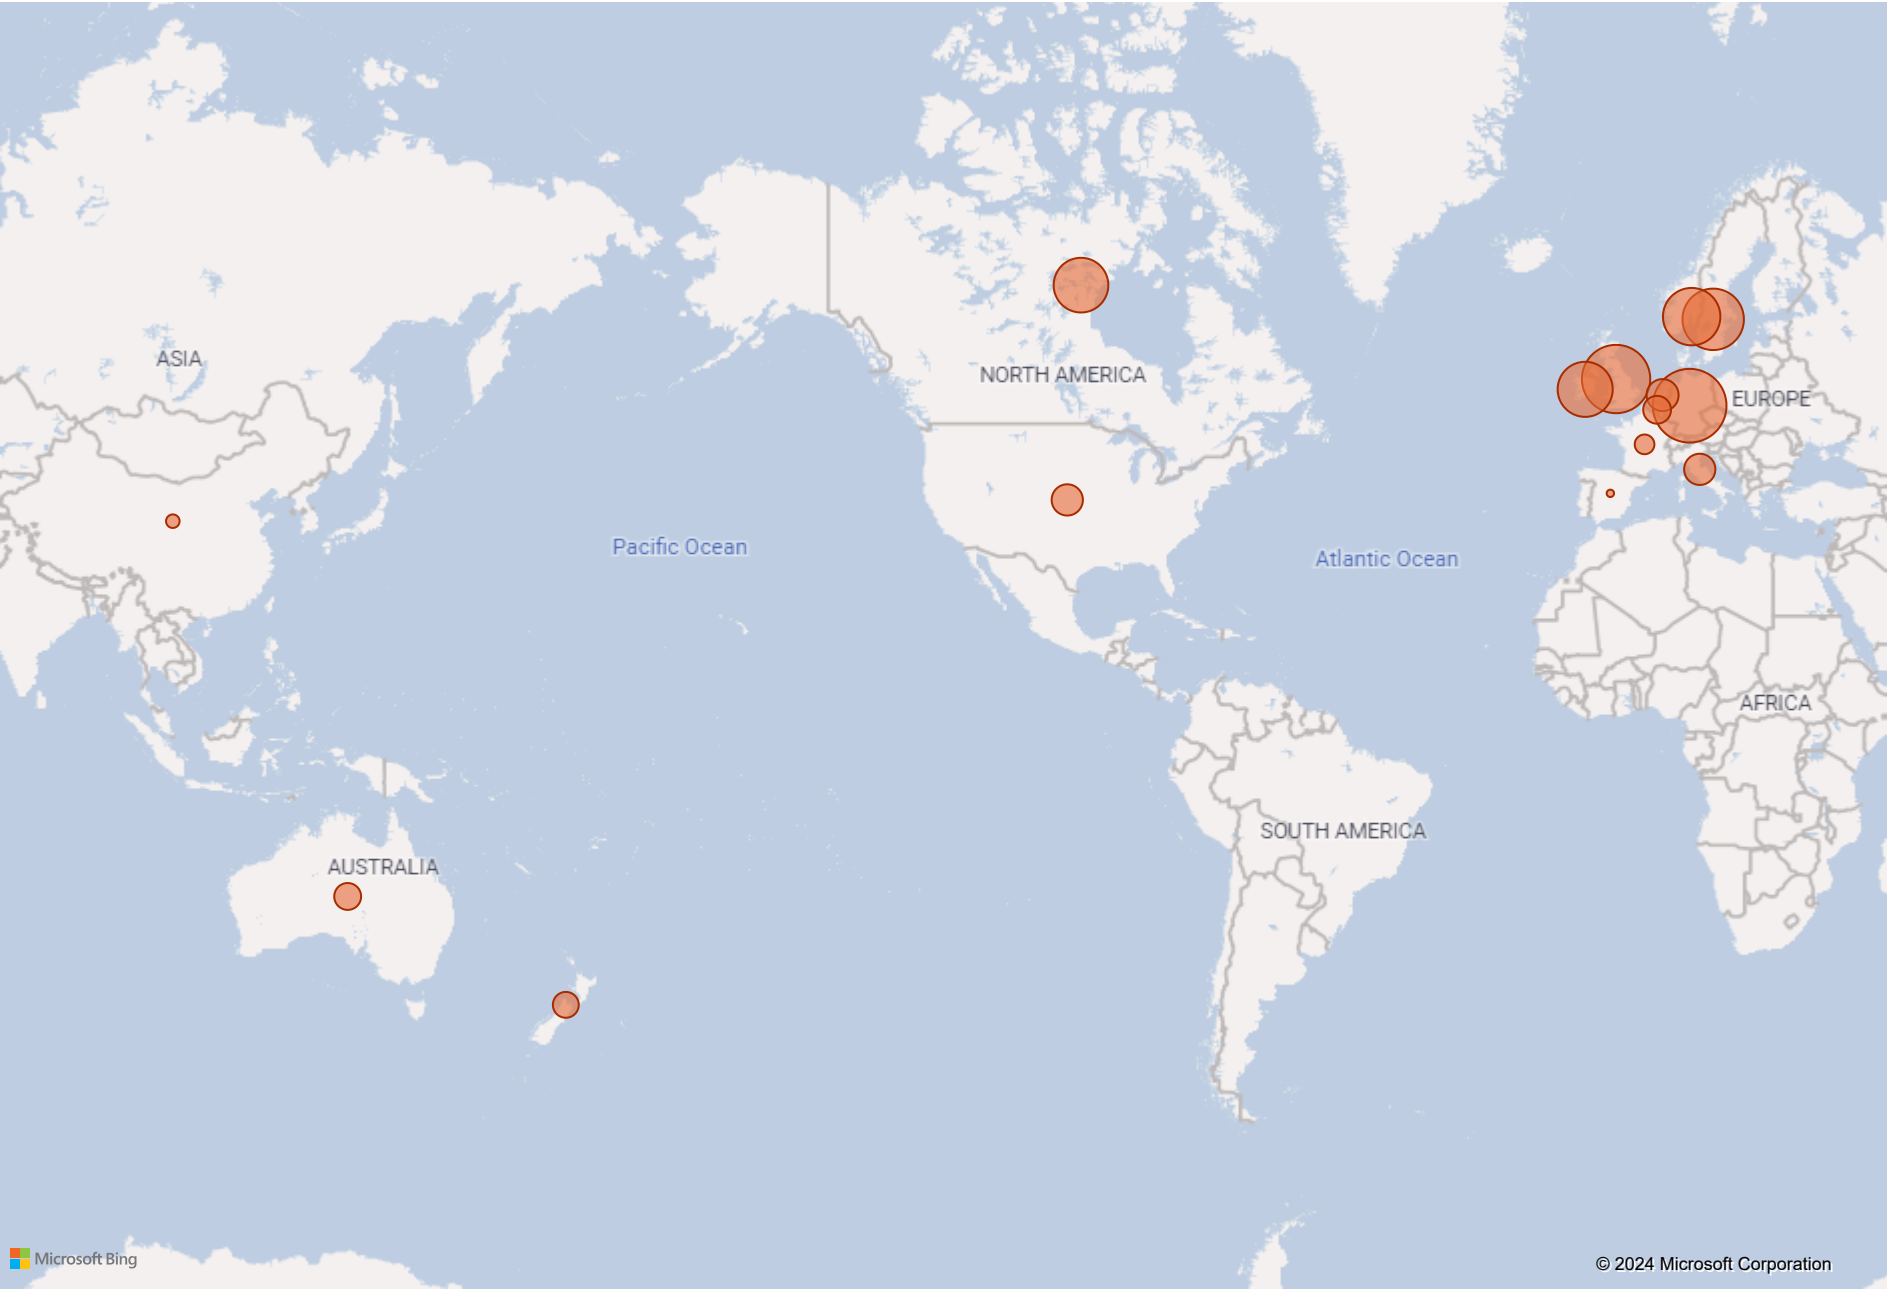 ASIA
NORTH AMERICA
EUROPE
Pacific Ocean
Atlantic Ocean
AFRICA
SOUTH AMERICA
AUSTRALIA
Microsoft Bing
© 2024 Microsoft Corporation